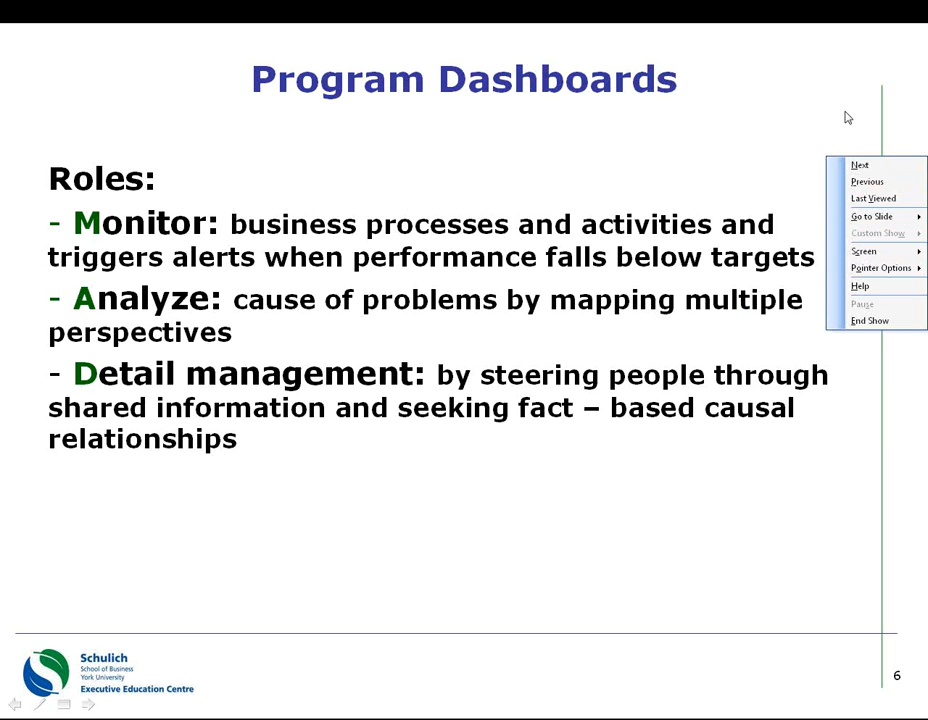 Program Dashboards
Roles:
- Monitor: business processes and activities and
triggers alerts when performance falls below targets
- Analyze: cause of problems by mapping multiple
perspectives
- Detail management: by steering people through
shared information and seeking fact – based causal
relationships
Next
Previous
Last Viewed
Go to Slide
Custom Show
Screen
Pointer Options
Help
Pause
End Show
Schulich
School of Business
York University
Executive Education Centre
6